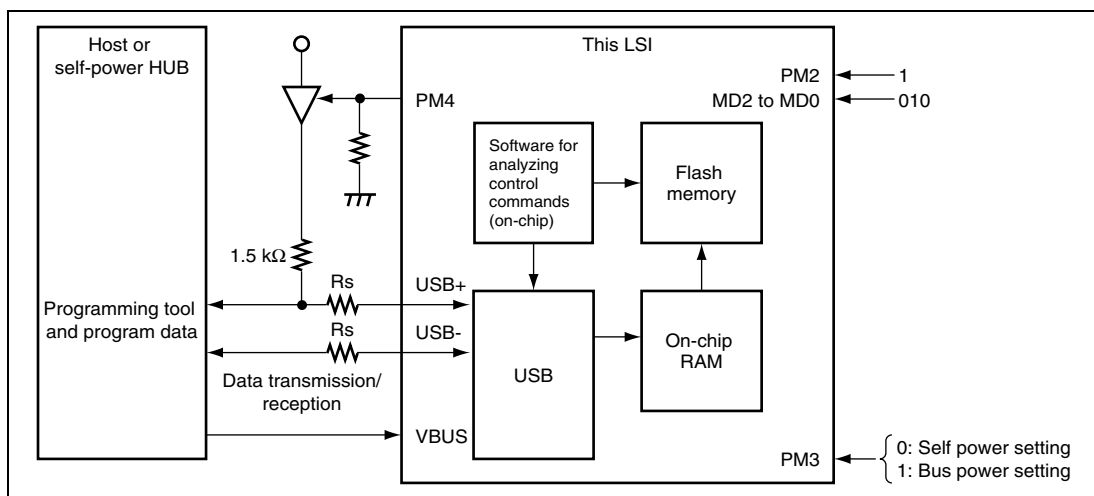 Host or
self-power HUB
This LSI
PM4
PM2
1
MD2 to MD0
010
Software for
analyzing
control
commands
(on-chip)
Flash
memory
1.5 kΩ
Rs
USB+
Programming tool
and program data
Rs
USB-
USB
On-chip
RAM
Data transmission/
reception
VBUS
PM3
0: Self power setting
1: Bus power setting